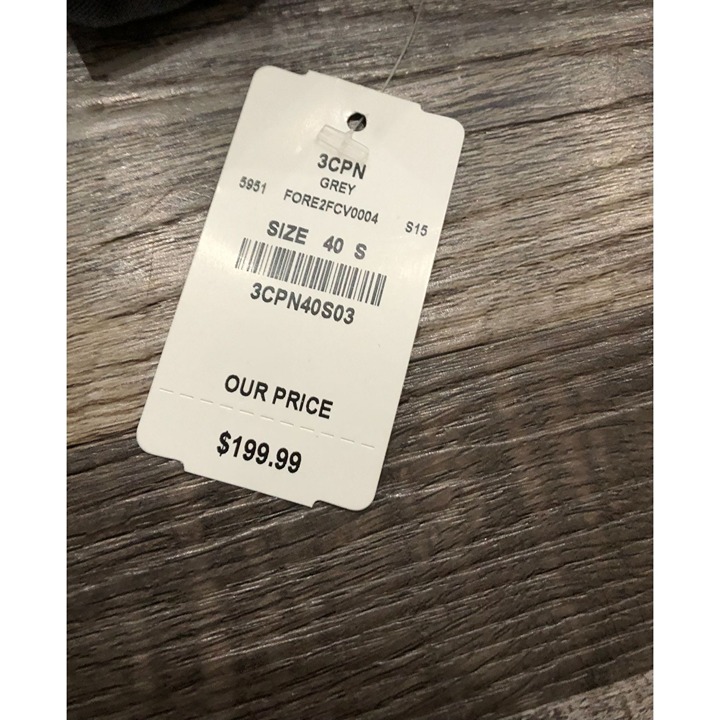 3CPN
GREY
5951 FORE2FCV0004 S15
SIZE 40 S
3CPN40S03
OUR PRICE
$199.99